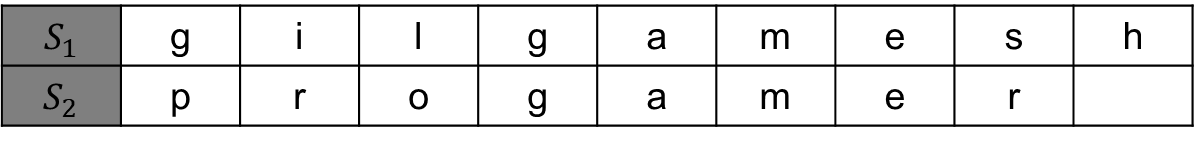 S₁ g i l g a m e s h
S₂ p r o g a m e r